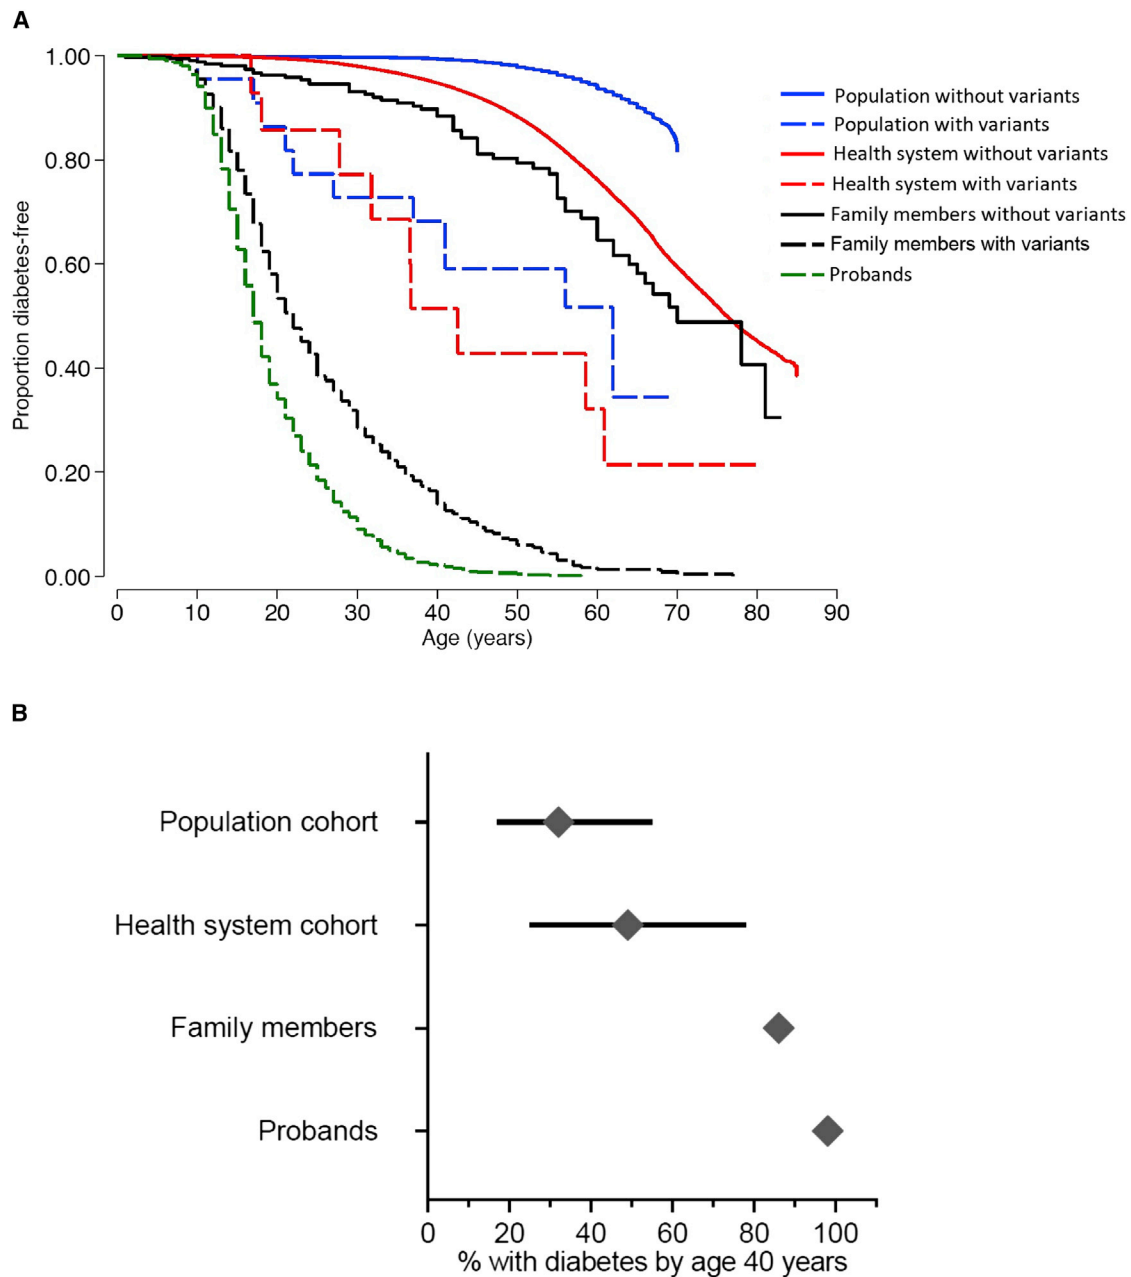 A
1.00
0.80
0.60
0.40
0.20
0.00
Proportion diabetes-free
0 10 20 30 40 50 60 70 80 90
Age (years)
Population without variants
Population with variants
Health system without variants
Health system with variants
Family members without variants
Family members with variants
Probands
B
Population cohort
Health system cohort
Family members
Probands
0 20 40 60 80 100
% with diabetes by age 40 years